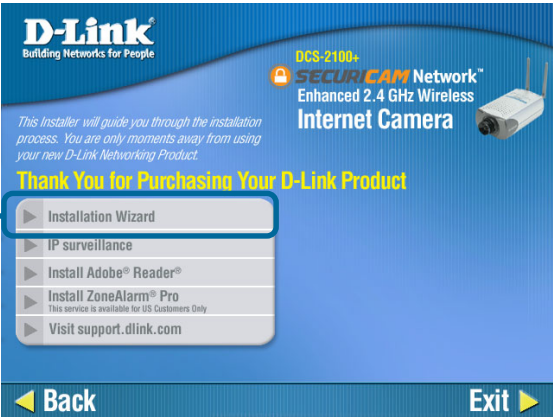 D-Link®
Building Networks for People
DCS-2100+
SECURICAM Network™
Enhanced 2.4 GHz Wireless
Internet Camera
This Installer will guide you through the installation
process. You are only moments away from using
your new D-Link Networking Product.
Thank You for Purchasing Your D-Link Product
Installation Wizard
IP surveillance
Install Adobe® Reader®
Install ZoneAlarm® Pro
This service is available for US Customers Only
Visit support.dlink.com
Back
Exit